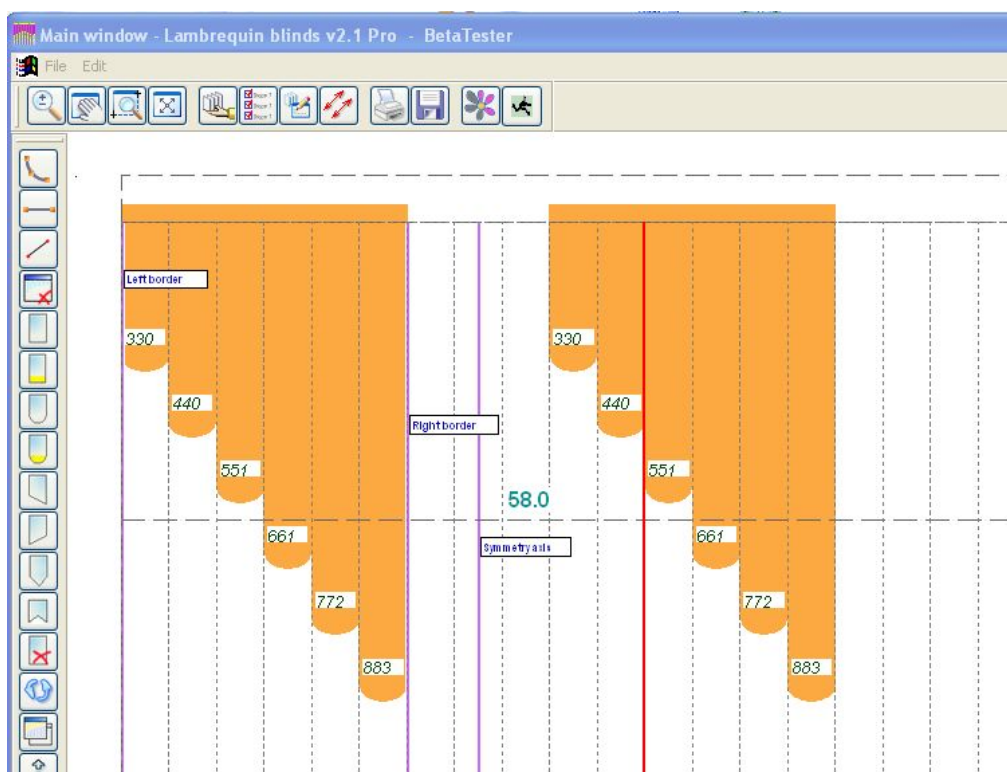 Main window - Lambrequin blinds v2.1 Pro - BetaTester
File Edit
Left border
330
330
440
440
Right border
551
551
58.0
661
661
Symmetry axis
772
772
883
883